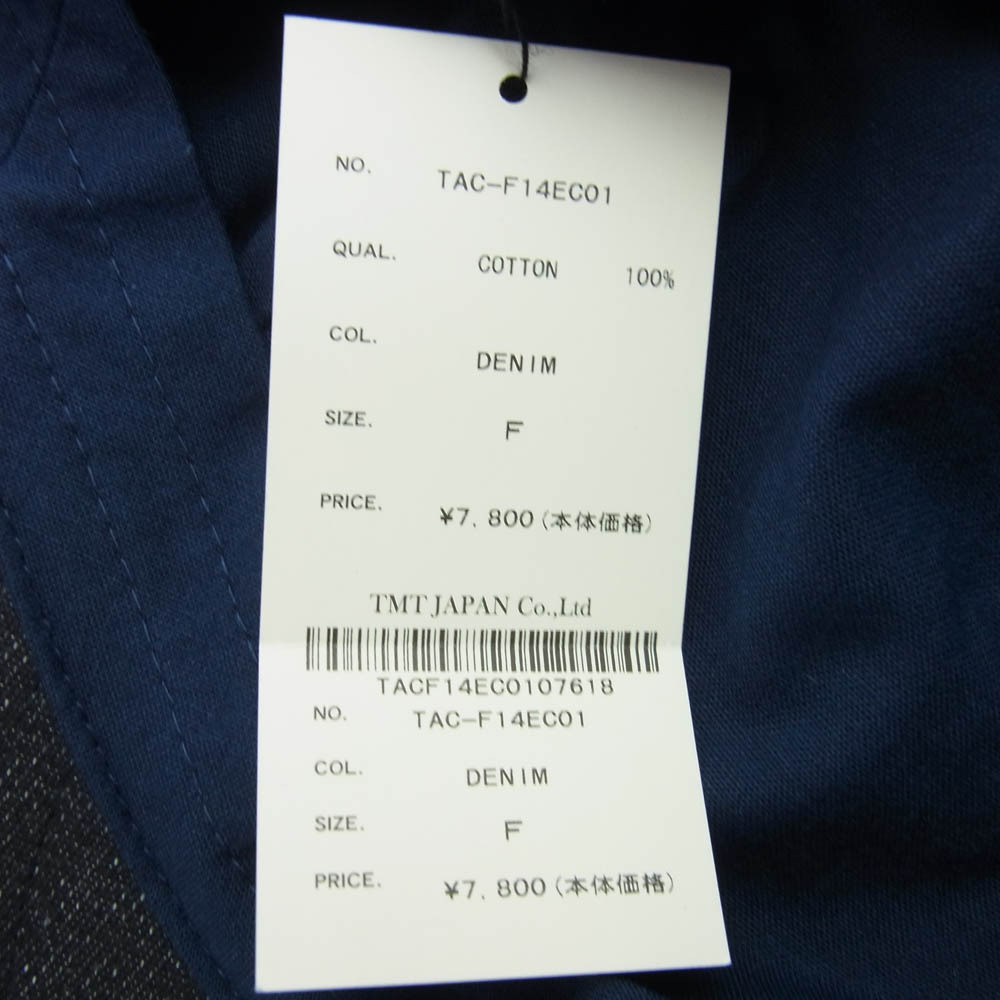 NO. TAC-F14EC01
QUAL. COTTON 100%
COL. DENIM
SIZE. F
PRICE. ¥7,800(本体価格)
TMT JAPAN Co.,Ltd
TACF14EC0107618
NO. TAC-F14EC01
COL. DENIM
SIZE. F
PRICE. ¥7,800(本体価格)